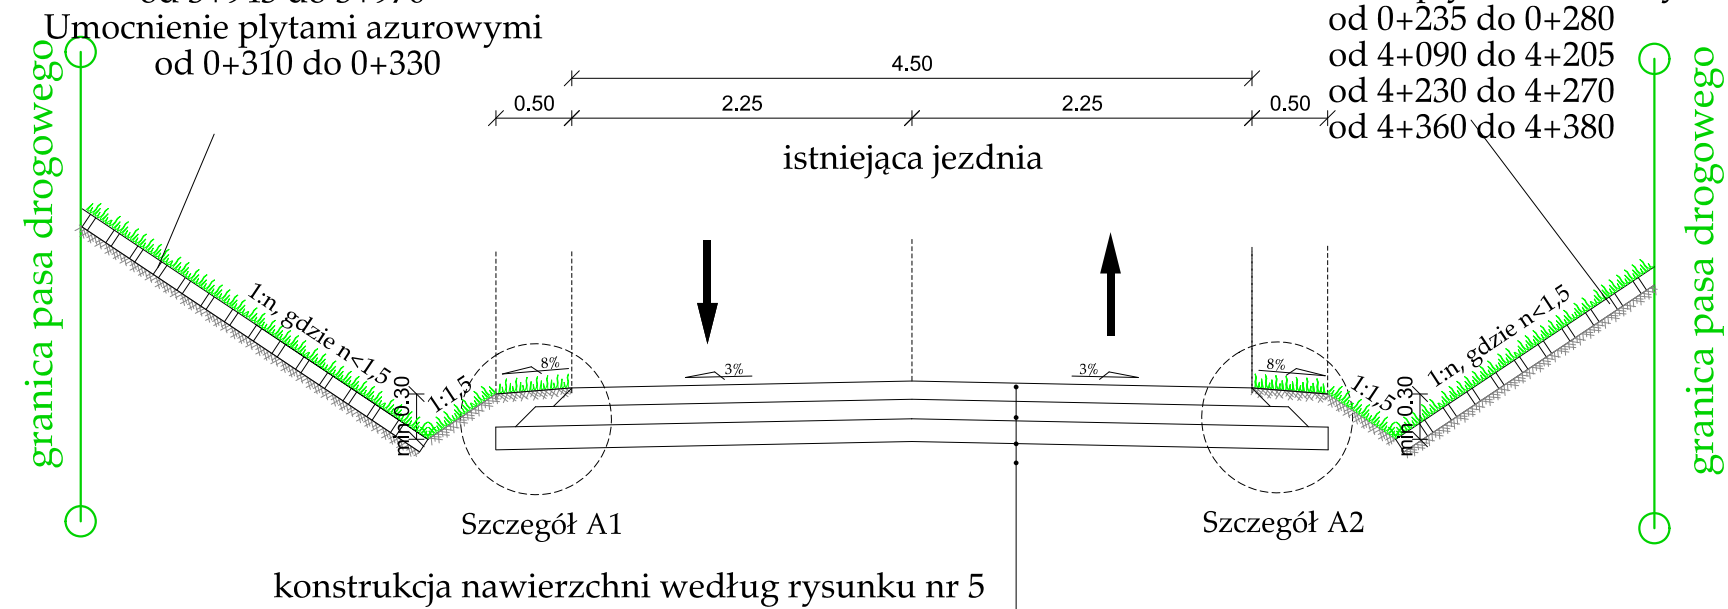 Umocnienie plytami azurowymi
od 0+310 do 0+330
od 0+235 do 0+280
od 4+090 do 4+205
od 4+230 do 4+270
od 4+360 do 4+380
granica pasa drogowego
granica pasa drogowego
4.50
0.50
2.25
2.25
0.50
istniejąca jezdnia
1:n, gdzie n<1,5
1:1,5
min.0.30
8%
3%
3%
8%
1:1,5
min.0.30
1:n, gdzie n<1,5
Szczegół A1
Szczegół A2
konstrukcja nawierzchni według rysunku nr 5